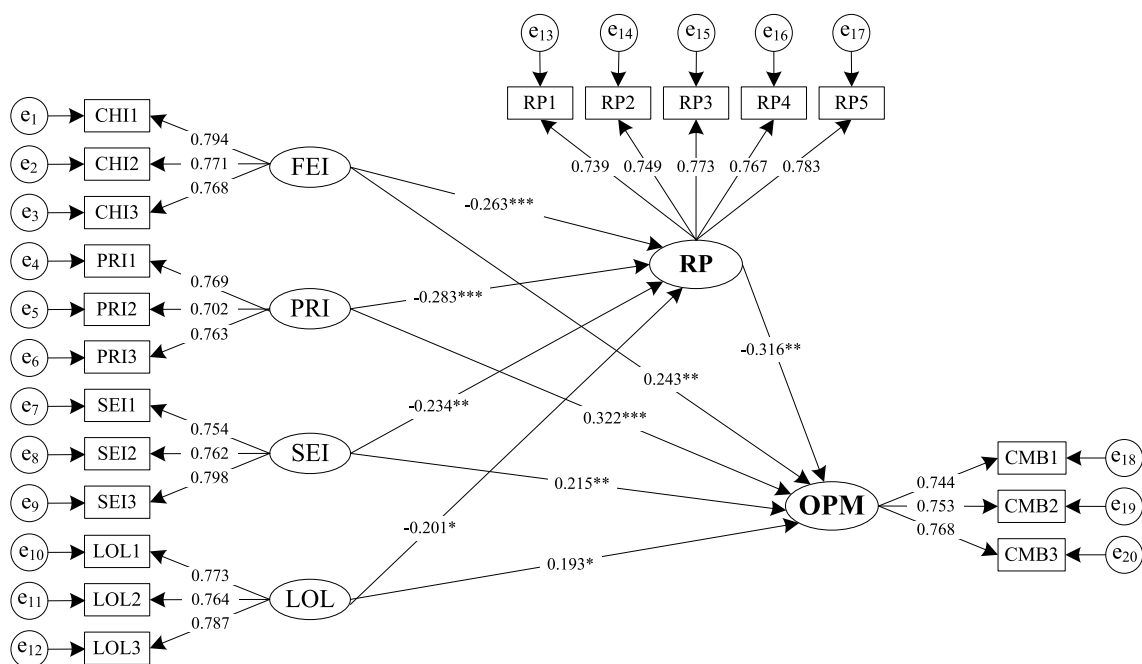 e13 e14 e15 e16 e17
RP1 RP2 RP3 RP4 RP5
0.739 0.749 0.773 0.767 0.783
e1 CHI1
0.794
e2 CHI2 0.771 FEI
0.768
e3 CHI3
-0.263***
e4 PRI1
RP
0.769
-0.283***
e5 PRI2 0.702 PRI
0.763
e6 PRI3
-0.316**
0.243**
e7 SEI1
-0.234**
0.322***
0.754
e8 SEI2 0.762 SEI
0.798
e9 SEI3
0.215**
CMB1 e18
0.744
OPM 0.753 CMB2 e19
0.768
CMB3 e20
-0.201*
e10 LOL1
0.193*
0.773
e11 LOL2 0.764 LOL
0.787
e12 LOL3